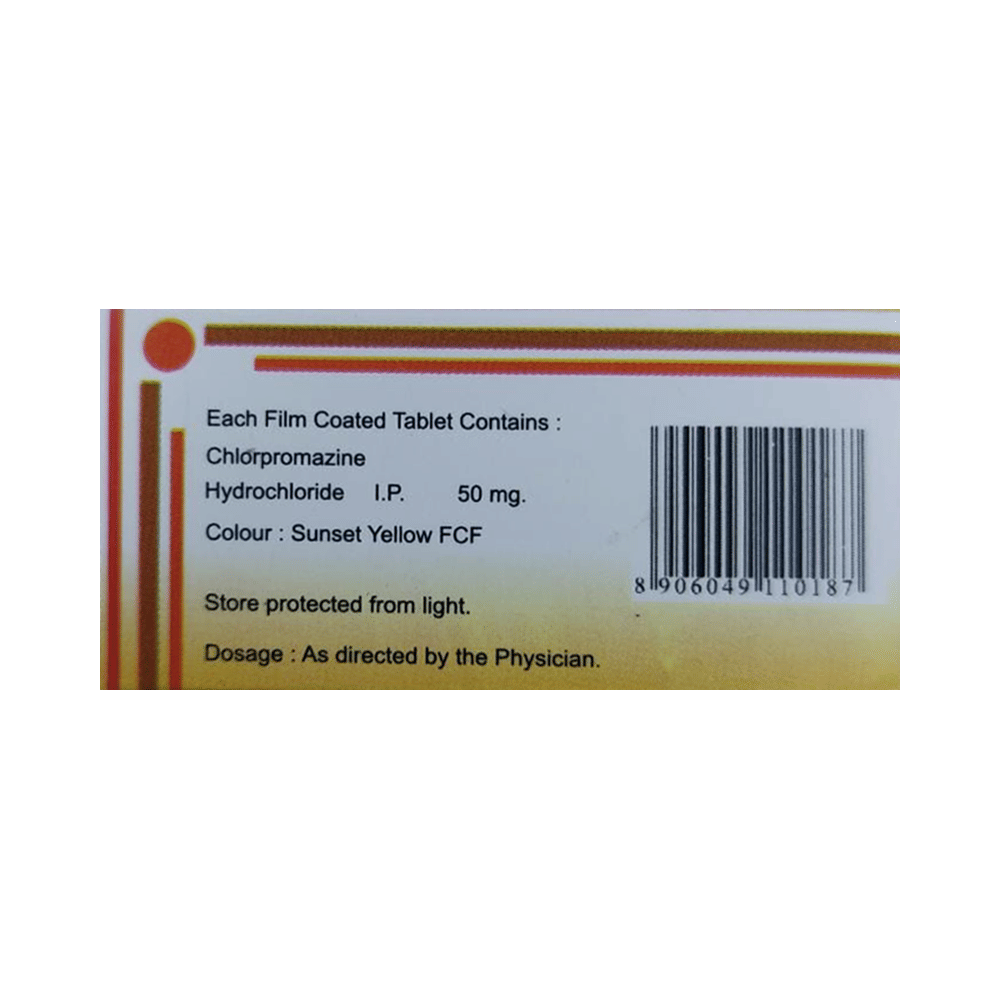 Each Film Coated Tablet Contains :
Chlorpromazine
Hydrochloride I.P. 50 mg.
Colour : Sunset Yellow FCF
8 906049 110187
Store protected from light.
Dosage : As directed by the Physician.